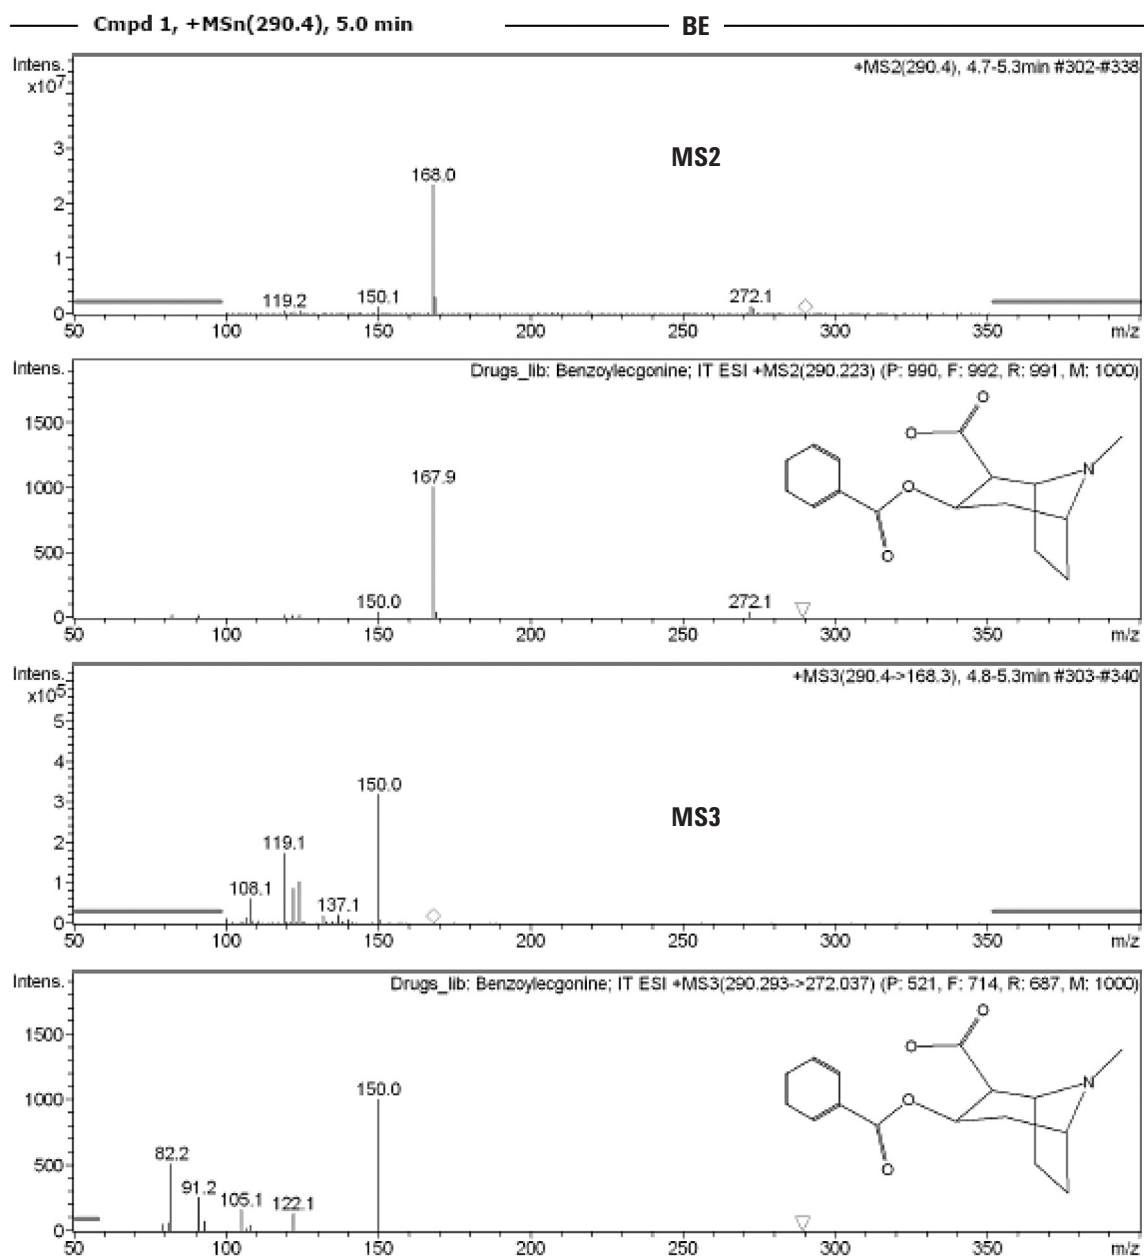 Cmpd 1, +MSn(290.4), 5.0 min
BE
Intens.
x10⁷
+MS2(290.4), 4.7-5.3min #302-#338
MS2
3
2
1
0
168.0
119.2
150.1
272.1
50 100 150 200 250 300 350 m/z
Intens.
Drugs_lib: Benzoylecgonine; IT ESI +MS2(290.223) (P: 990, F: 992, R: 991, M: 1000)
1500
1000
500
0
167.9
150.0
272.1
O
O
N
O
O
50 100 150 200 250 300 350 m/z
Intens.
x10⁵
+MS3(290.4->168.3), 4.8-5.3min #303-#340
MS3
5
4
3
2
1
0
150.0
119.1
108.1
137.1
50 100 150 200 250 300 350 m/z
Intens.
Drugs_lib: Benzoylecgonine; IT ESI +MS3(290.293->272.037) (P: 521, F: 714, R: 687, M: 1000)
1500
1000
500
0
150.0
82.2
91.2
105.1
122.1
O
O
N
O
O
50 100 150 200 250 300 350 m/z